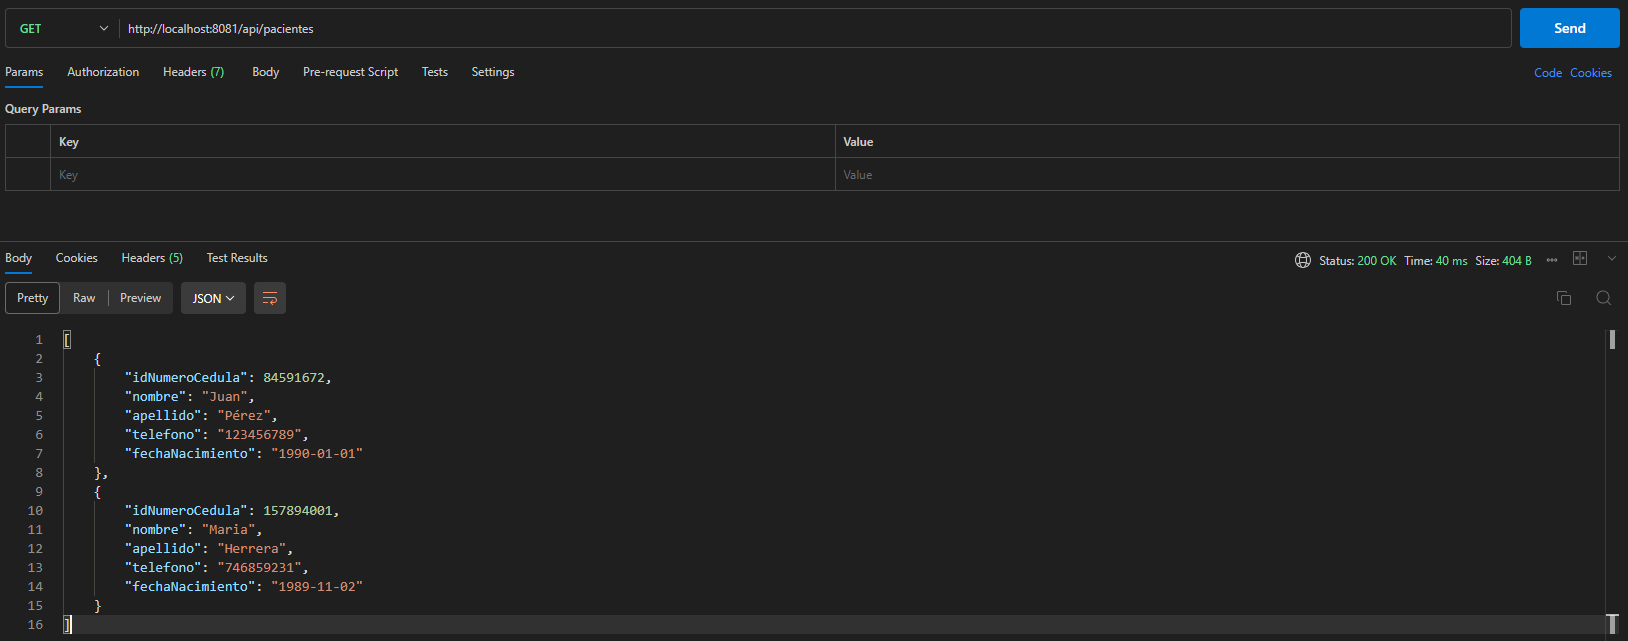 GET http://localhost:8081/api/pacientes Send
Params Authorization Headers (7) Body Pre-request Script Tests Settings Code Cookies
Query Params
Key Value
Key Value
Body Cookies Headers (5) Test Results Status: 200 OK Time: 40 ms Size: 404 B
Pretty Raw Preview JSON
1 [
2 {
3 "idNumeroCedula": 84591672,
4 "nombre": "Juan",
5 "apellido": "Pérez",
6 "telefono": "123456789",
7 "fechaNacimiento": "1990-01-01"
8 },
9 {
10 "idNumeroCedula": 157894001,
11 "nombre": "Maria",
12 "apellido": "Herrera",
13 "telefono": "746859231",
14 "fechaNacimiento": "1989-11-02"
15 }
16 ]